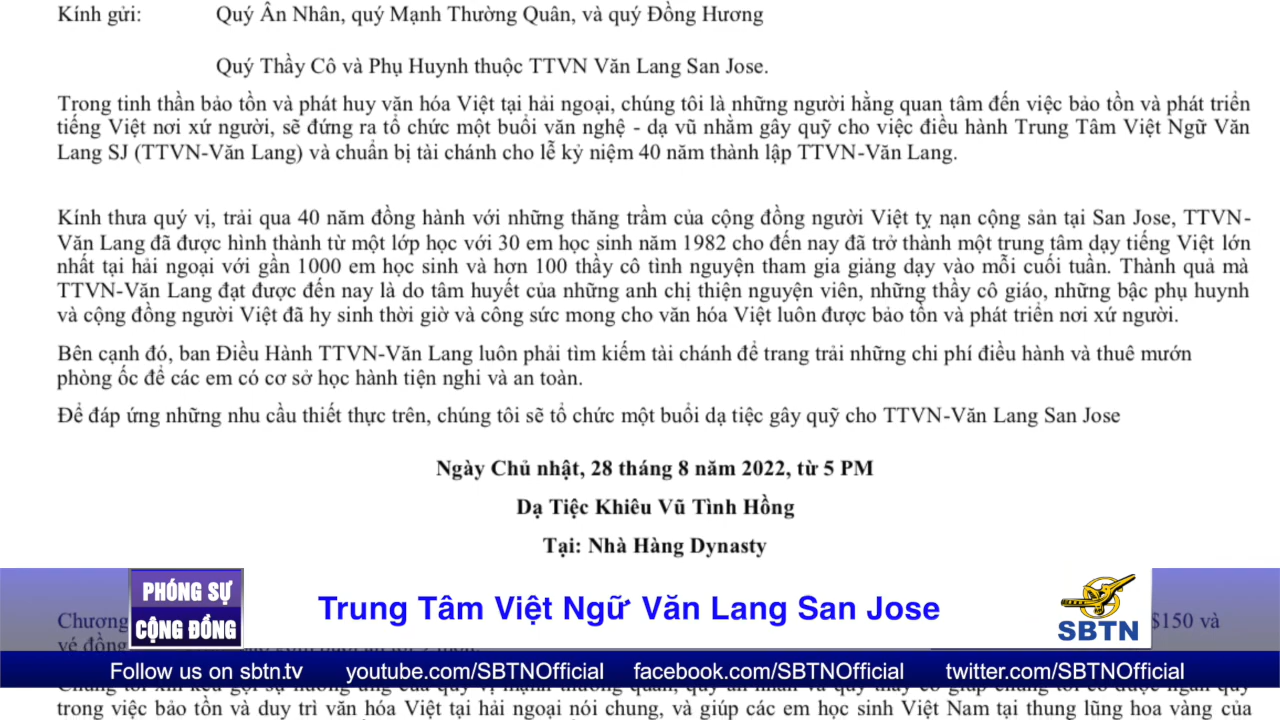 Kính gửi: Quý Ân Nhân, quý Mạnh Thường Quân, và quý Đồng Hương
Quý Thầy Cô và Phụ Huynh thuộc TTVN Văn Lang San Jose.
Trong tinh thần bảo tồn và phát huy văn hóa Việt tại hải ngoại, chúng tôi là những người hằng quan tâm đến việc bảo tồn và phát triển
tiếng Việt nơi xứ người, sẽ đứng ra tổ chức một buổi văn nghệ - dạ vũ nhằm gây quỹ cho việc điều hành Trung Tâm Việt Ngữ Văn
Lang SJ (TTVN-Văn Lang) và chuẩn bị tài chánh cho lễ kỷ niệm 40 năm thành lập TTVN-Văn Lang.
Kính thưa quý vị, trải qua 40 năm đồng hành với những thăng trầm của cộng đồng người Việt tỵ nạn cộng sản tại San Jose, TTVN-
Văn Lang đã được hình thành từ một lớp học với 30 em học sinh năm 1982 cho đến nay đã trở thành một trung tâm dạy tiếng Việt lớn
nhất tại hải ngoại với gần 1000 em học sinh và hơn 100 thầy cô tình nguyện tham gia giảng dạy vào mỗi cuối tuần. Thành quả mà
TTVN-Văn Lang đạt được đến nay là do tâm huyết của những anh chị thiện nguyện viên, những thầy cô giáo, những bậc phụ huynh
và cộng đồng người Việt đã hy sinh thời giờ và công sức mong cho văn hóa Việt luôn được bảo tồn và phát triển nơi xứ người.
Bên cạnh đó, ban Điều Hành TTVN-Văn Lang luôn phải tìm kiếm tài chánh để trang trải những chi phí điều hành và thuê mướn
phòng ốc để các em có cơ sở học hành tiện nghi và an toàn.
Để đáp ứng những nhu cầu thiết thực trên, chúng tôi sẽ tổ chức một buổi dạ tiệc gây quỹ cho TTVN-Văn Lang San Jose
Ngày Chủ nhật, 28 tháng 8 năm 2022, từ 5 PM
Dạ Tiệc Khiêu Vũ Tình Hồng
Tại: Nhà Hàng Dynasty
PHÓNG SỰ
CỘNG ĐỒNG
Trung Tâm Việt Ngữ Văn Lang San Jose
SBTN
$150 và
vé đồng
Follow us on sbtn.tv youtube.com/SBTNOfficial facebook.com/SBTNOfficial twitter.com/SBTNOfficial
trong việc bảo tồn và duy trì văn hóa Việt tại hải ngoại nói chung, và giúp các em học sinh Việt Nam tại thung lũng hoa vàng của